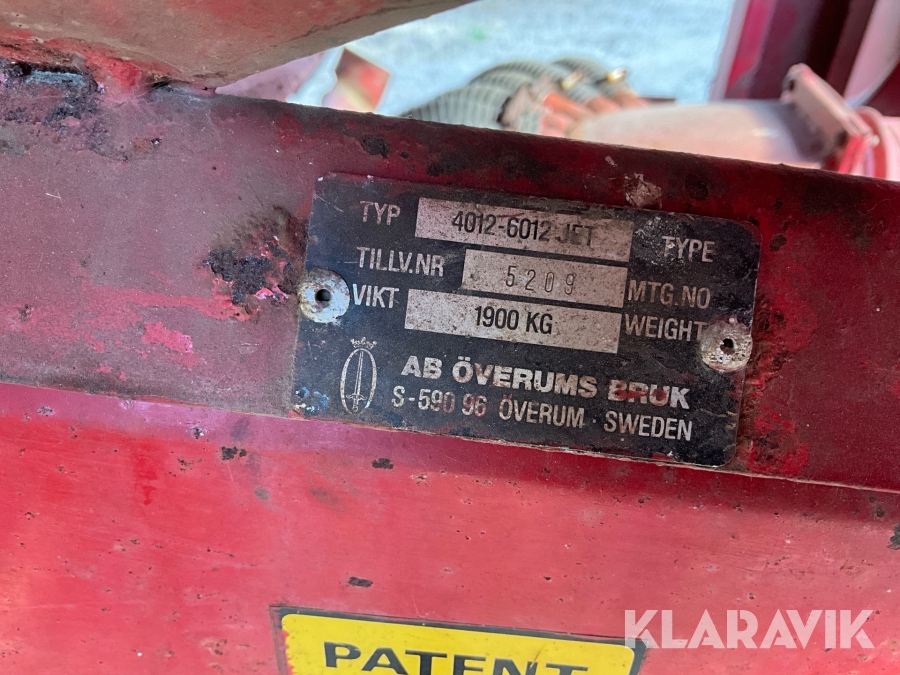 TYP 4012-6012 JET TYPE
TILLV.NR 5209 MTG.NO
VIKT 1900 KG WEIGHT
AB ÖVERUMS BRUK
S-590 96 ÖVERUM · SWEDEN
PATENT
KLARAVIK